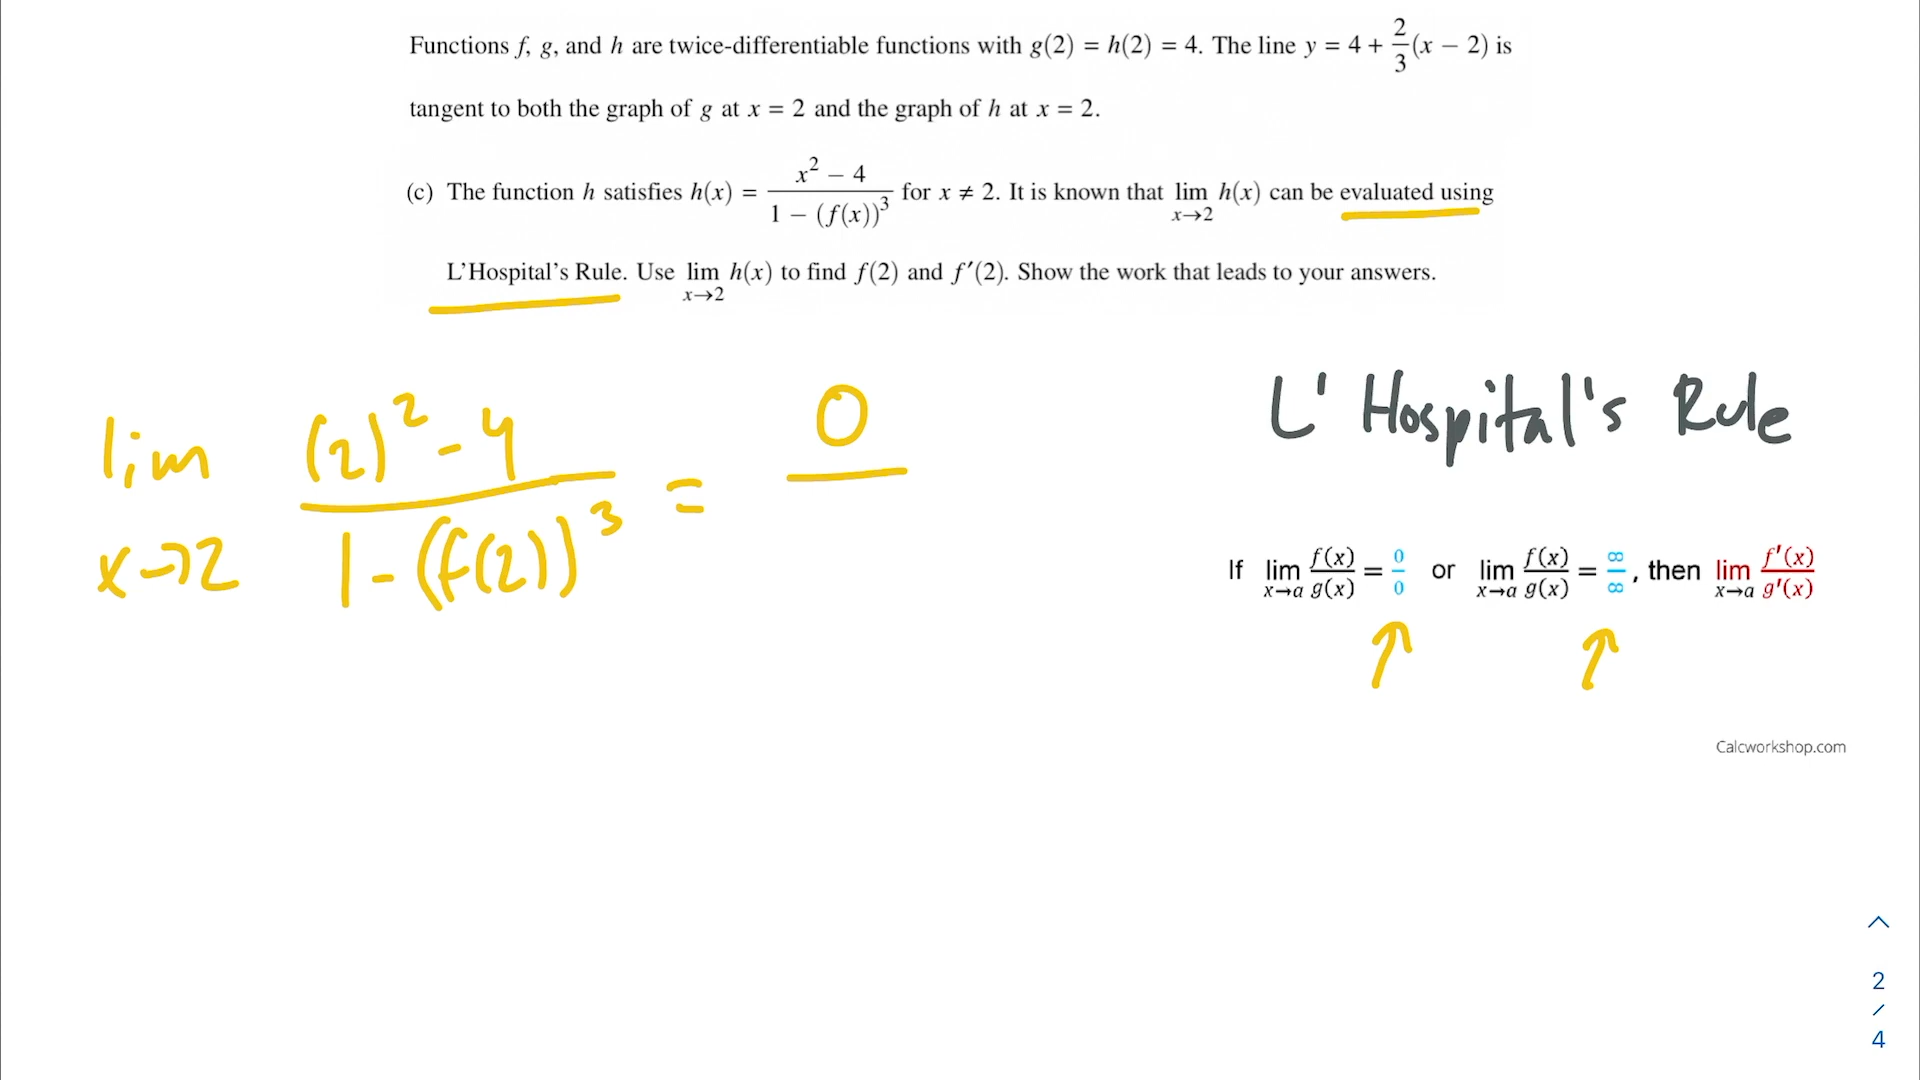 Functions f, g, and h are twice-differentiable functions with g(2) = h(2) = 4. The line y = 4 + 2/3(x − 2) is
tangent to both the graph of g at x = 2 and the graph of h at x = 2.
(c) The function h satisfies h(x) = (x² − 4)/(1 − (f(x))³) for x ≠ 2. It is known that lim x→2 h(x) can be evaluated using
L’Hospital’s Rule. Use lim x→2 h(x) to find f(2) and f′(2). Show the work that leads to your answers.
lim x→2 ((2)² - 4)/(1 - (f(2))³) = 0/
L' Hospital's Rule
If lim x→a f(x)/g(x) = 0/0 or lim x→a f(x)/g(x) = ∞/∞, then lim x→a f'(x)/g'(x)
Calcworkshop.com
2
/
4